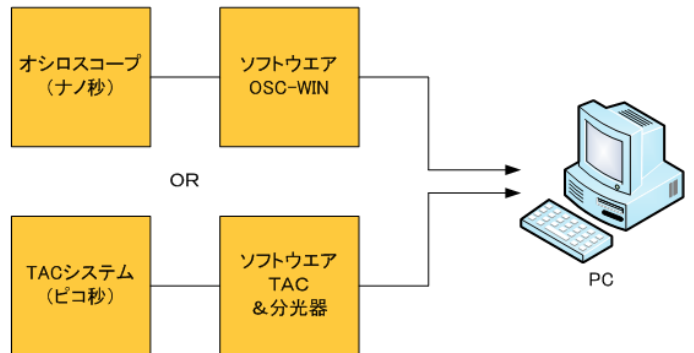 オシロスコープ
（ナノ秒）
ソフトウエア
OSC-WIN
OR
TACシステム
（ピコ秒）
ソフトウエア
TAC
＆分光器
PC